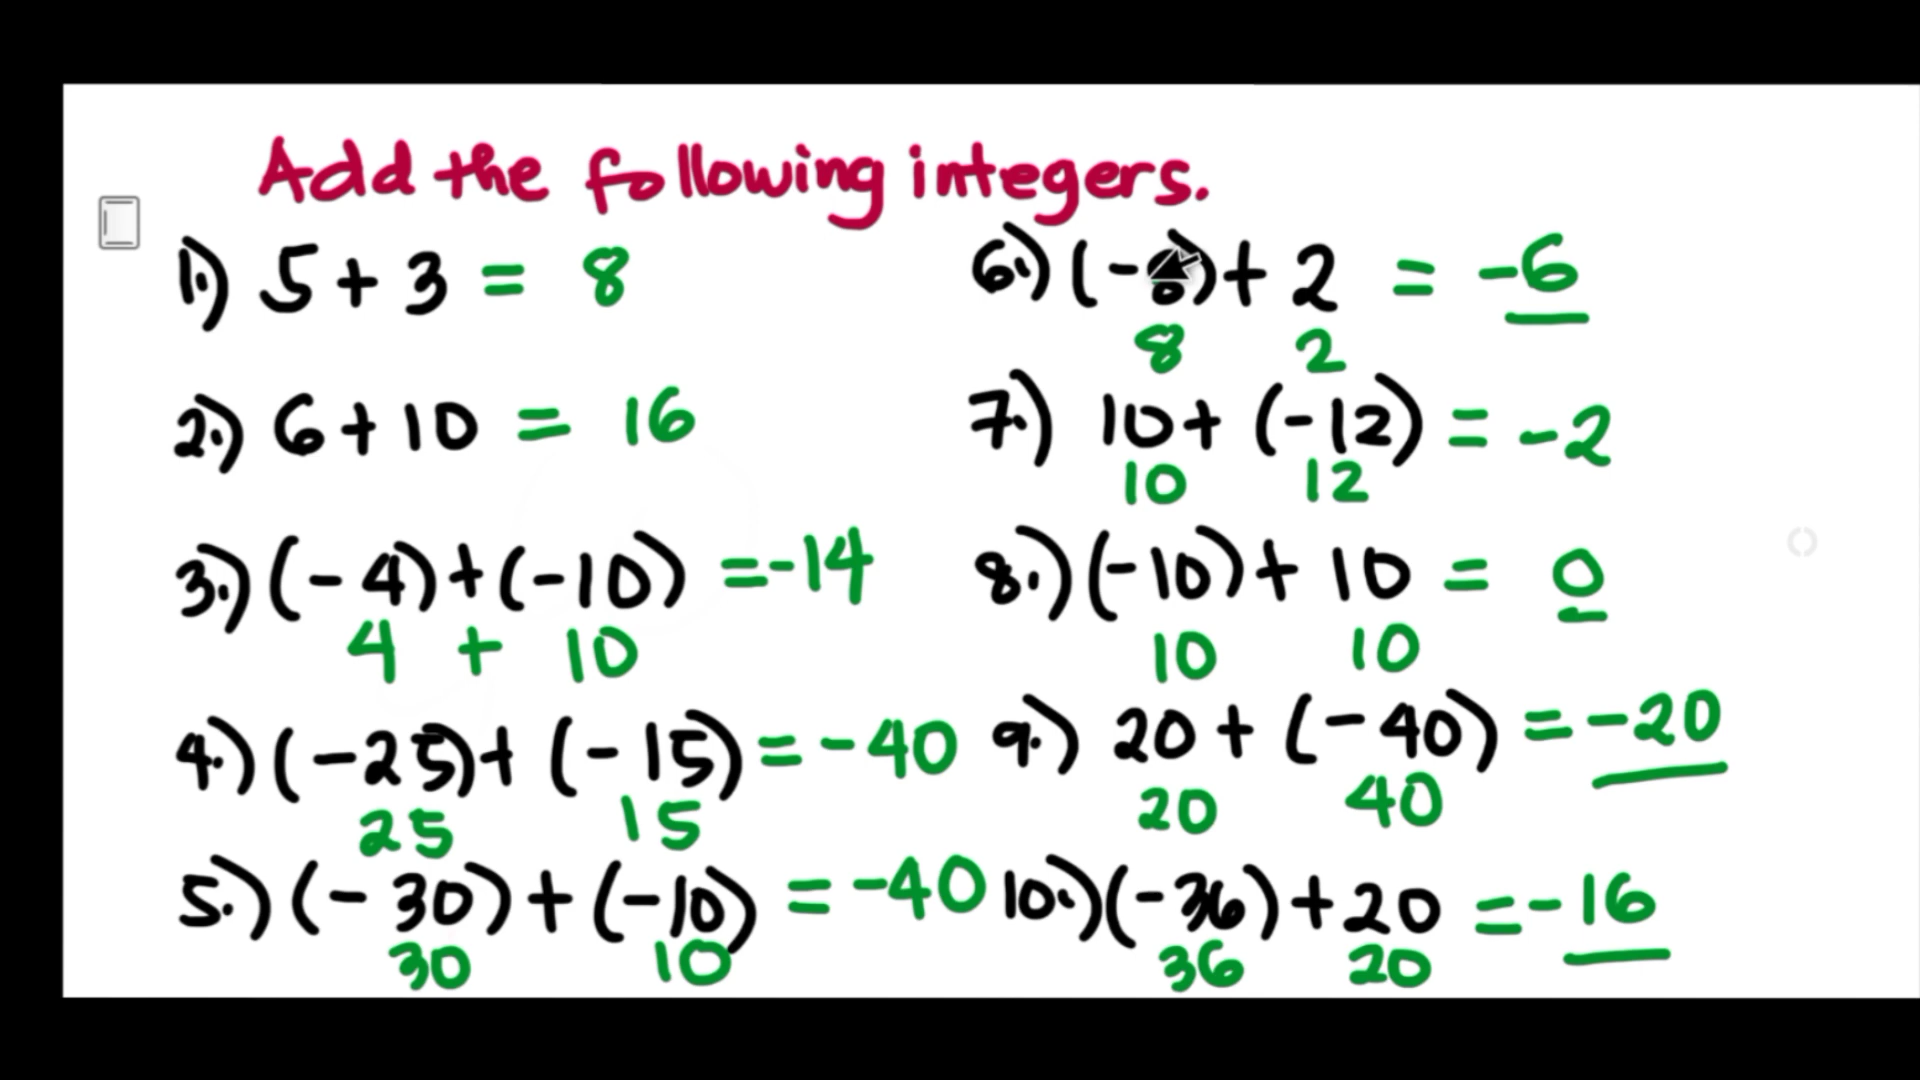 Add the following integers.
1.) 5 + 3 = 8
2.) 6 + 10 = 16
3.) (-4) + (-10) = -14
4 + 10
4.) (-25) + (-15) = -40
25 15
5.) (-30) + (-10) = -40
30 10
6.) (-8) + 2 = -6
8 2
7.) 10 + (-12) = -2
10 12
8.) (-10) + 10 = 0
10 10
9.) 20 + (-40) = -20
20 40
10.) (-36) + 20 = -16
36 20